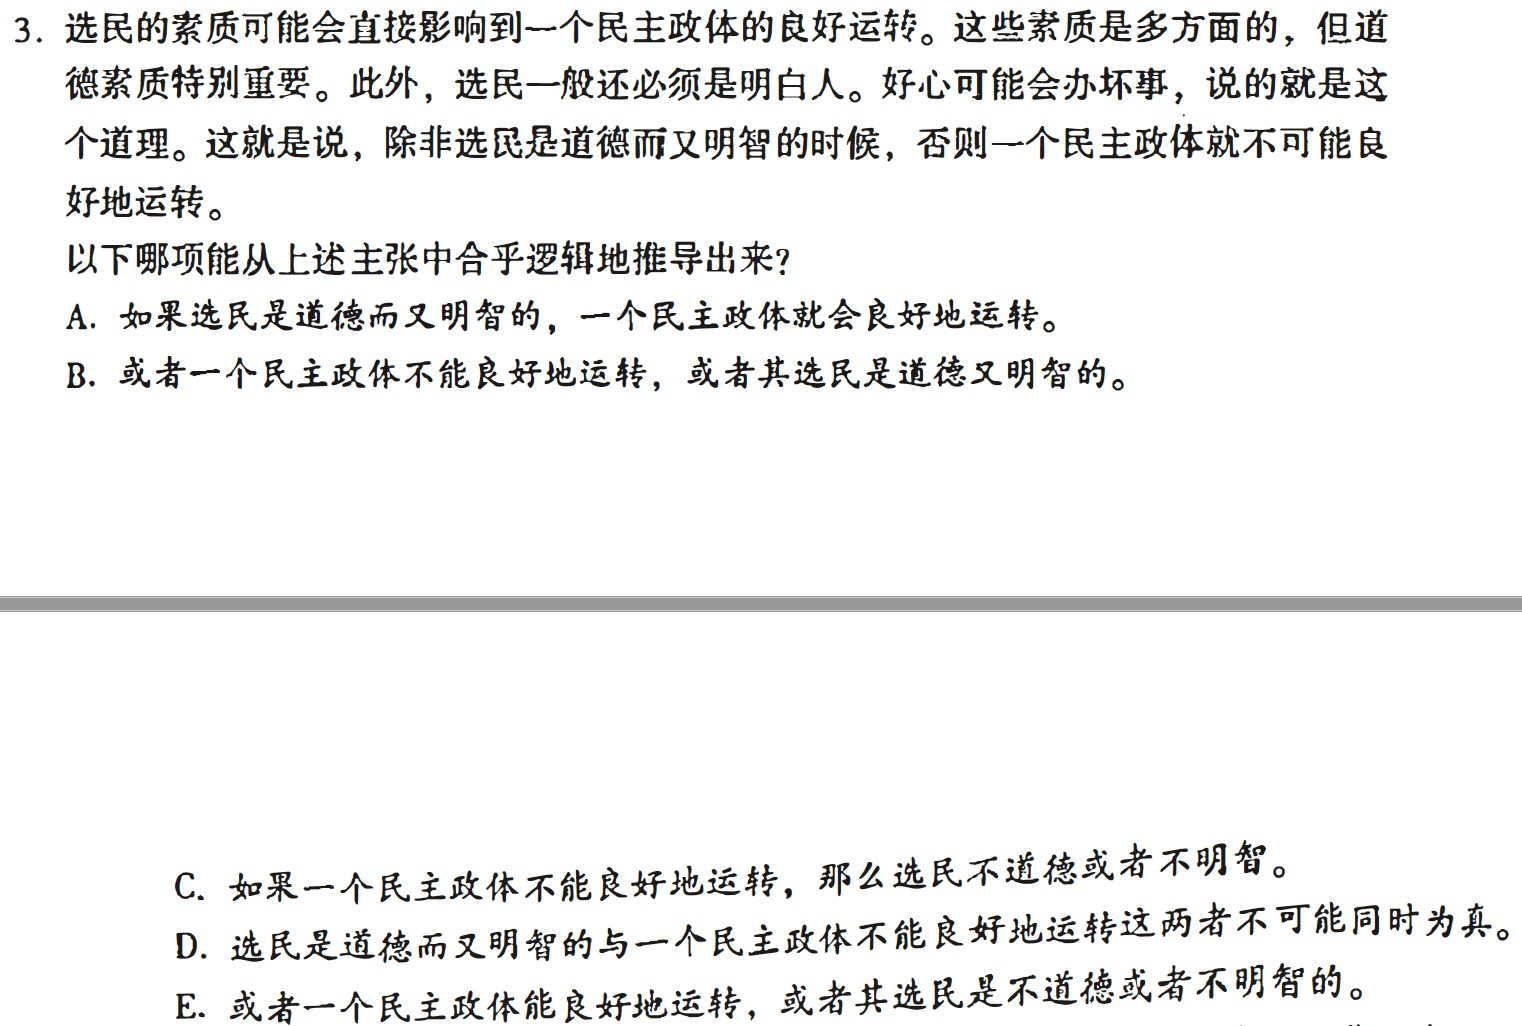 3. 选民的素质可能会直接影响到一个民主政体的良好运转。这些素质是多方面的，但道
德素质特别重要。此外，选民一般还必须是明白人。好心可能会办坏事，说的就是这
个道理。这就是说，除非选民是道德而又明智的时候，否则一个民主政体就不可能良
好地运转。
以下哪项能从上述主张中合乎逻辑地推导出来?
A. 如果选民是道德而又明智的，一个民主政体就会良好地运转。
B. 或者一个民主政体不能良好地运转，或者其选民是道德又明智的。
C. 如果一个民主政体不能良好地运转，那么选民不道德或者不明智。
D. 选民是道德而又明智的与一个民主政体不能良好地运转这两者不可能同时为真。
E. 或者一个民主政体能良好地运转，或者其选民是不道德或者不明智的。